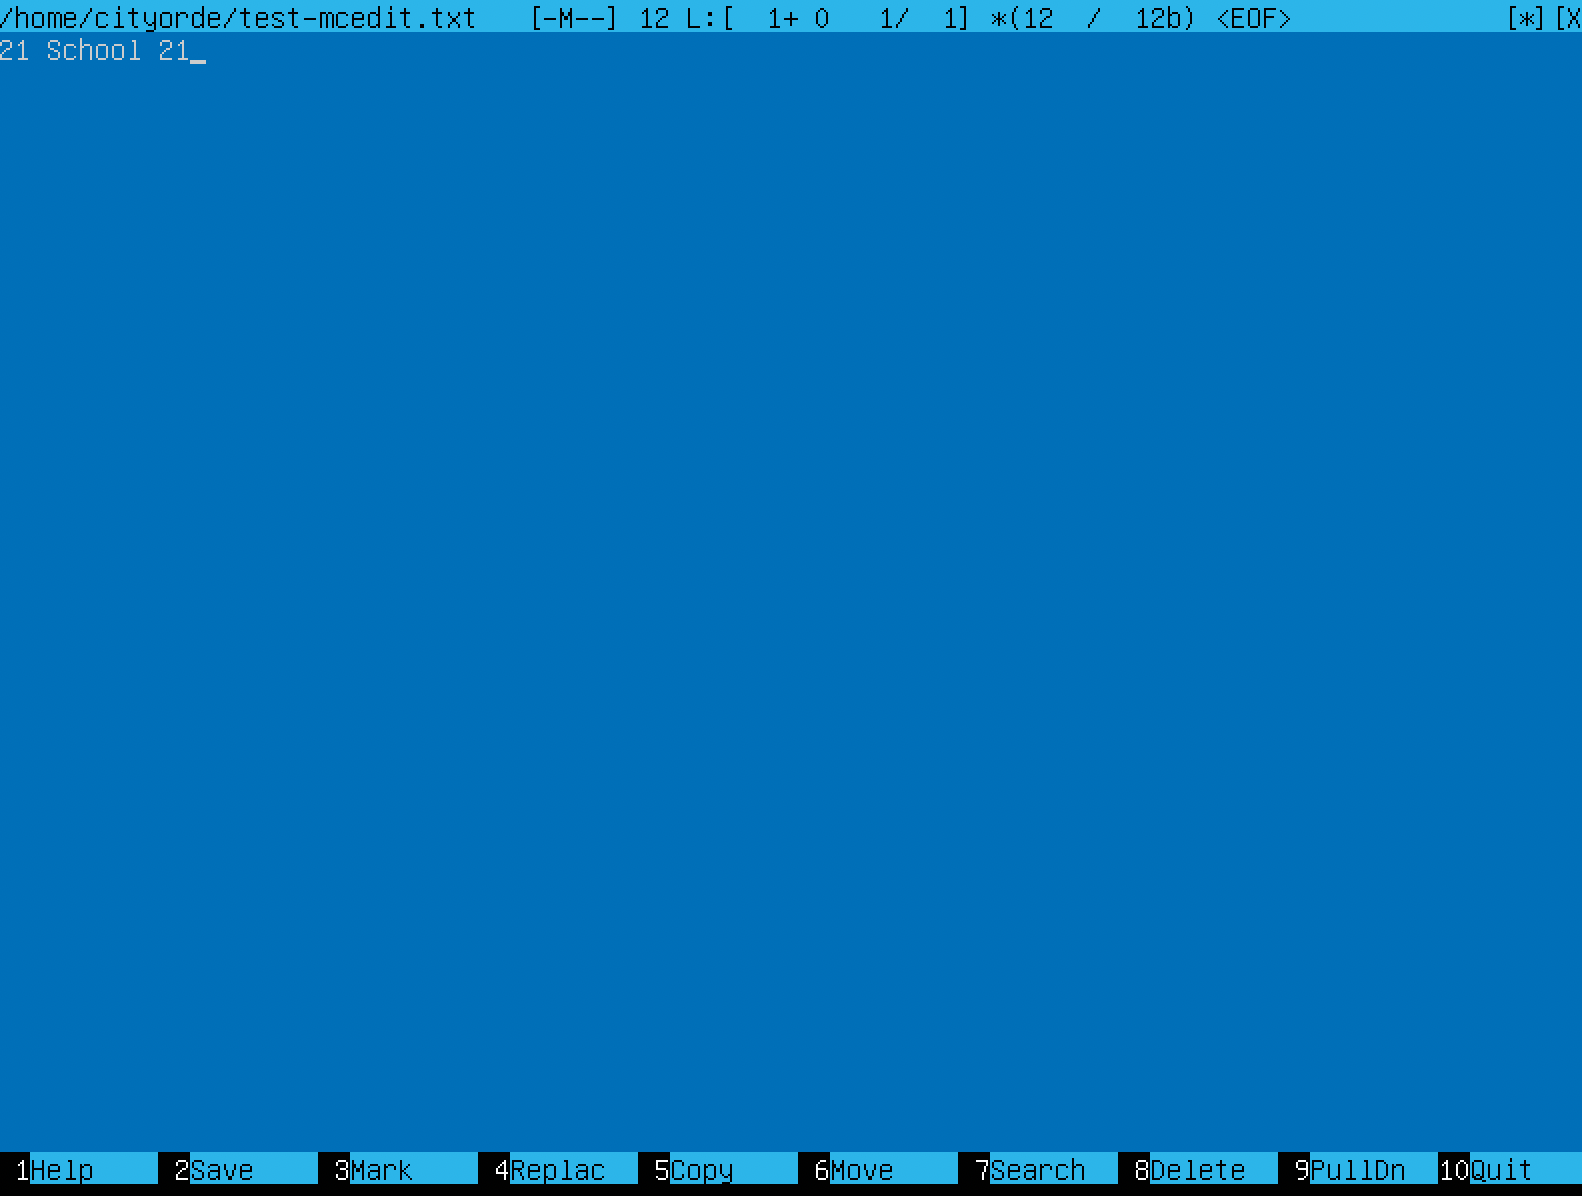 /home/cityorde/test-mcedit.txt   [-M--] 12 L:[  1+ 0   1/  1] *(12  /  12b) <EOF>   [*][X
21 School 21_
1Help 2Save 3Mark 4Replac 5Copy 6Move 7Search 8Delete 9PullDn 10Quit